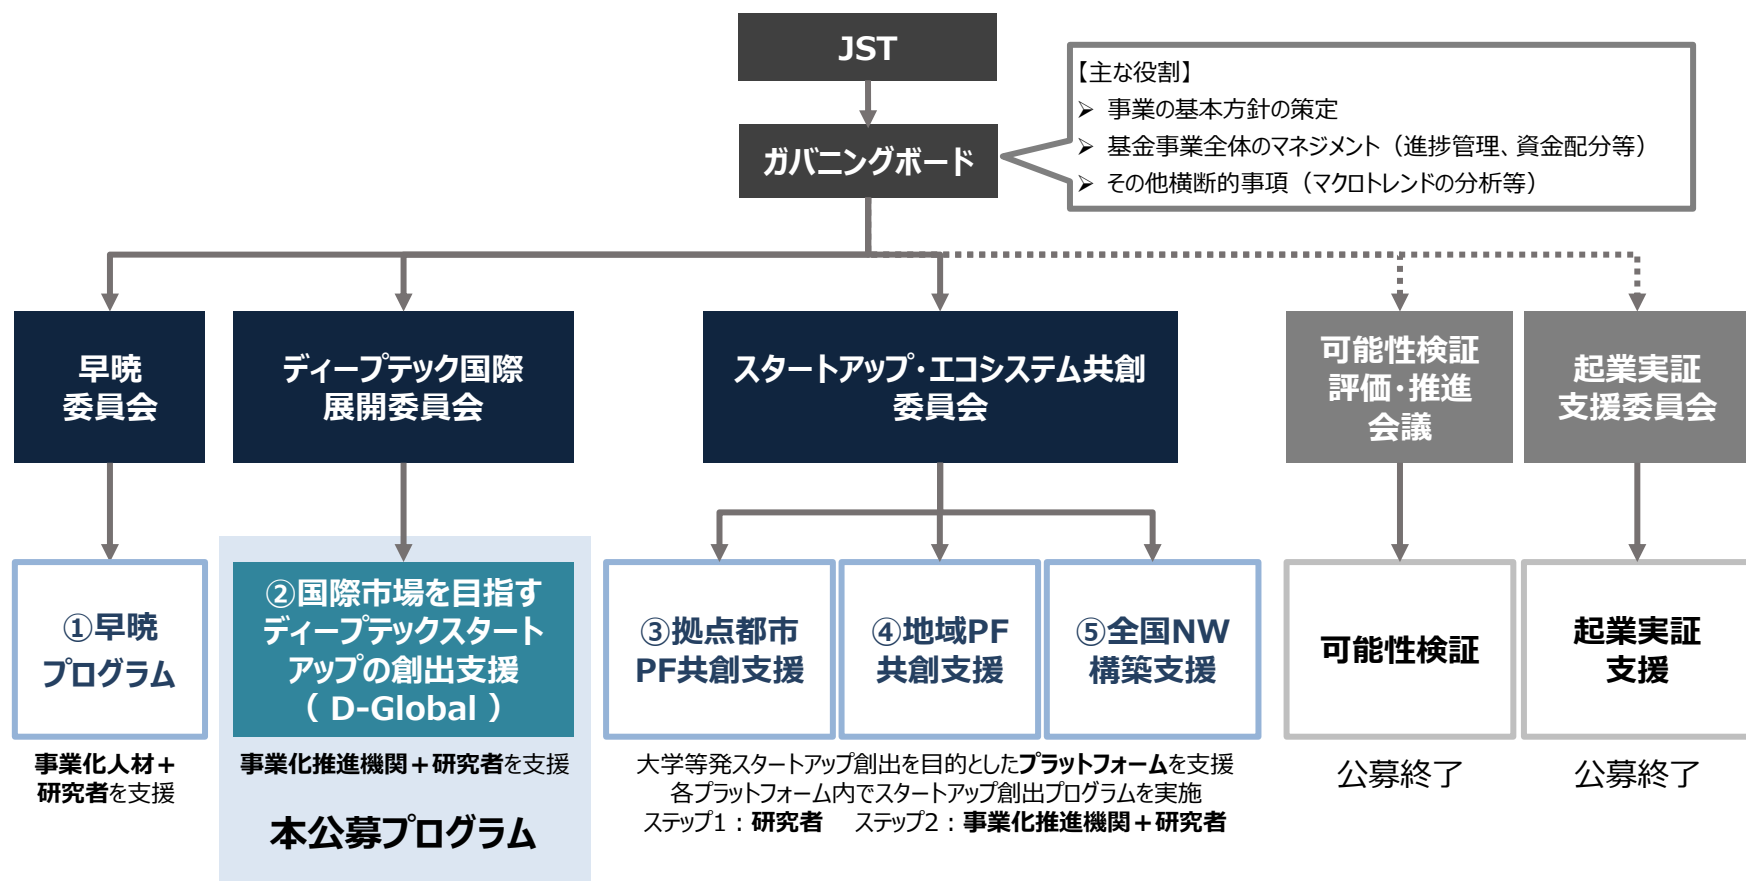 JST
ガバニングボード
【主な役割】
➢ 事業の基本方針の策定
➢ 基金事業全体のマネジメント（進捗管理、資金配分等）
➢ その他横断的事項（マクロトレンドの分析等）
早暁
委員会
ディープテック国際
展開委員会
スタートアップ・エコシステム共創
委員会
可能性検証
評価・推進
会議
起業実証
支援委員会
①早暁
プログラム
②国際市場を目指す
ディープテックスタート
アップの創出支援
（ D-Global ）
③拠点都市
PF共創支援
④地域PF
共創支援
⑤全国NW
構築支援
可能性検証
起業実証
支援
事業化人材＋
研究者を支援
事業化推進機関＋研究者を支援
本公募プログラム
大学等発スタートアップ創出を目的としたプラットフォームを支援
各プラットフォーム内でスタートアップ創出プログラムを実施
ステップ1：研究者　ステップ2：事業化推進機関＋研究者
公募終了
公募終了